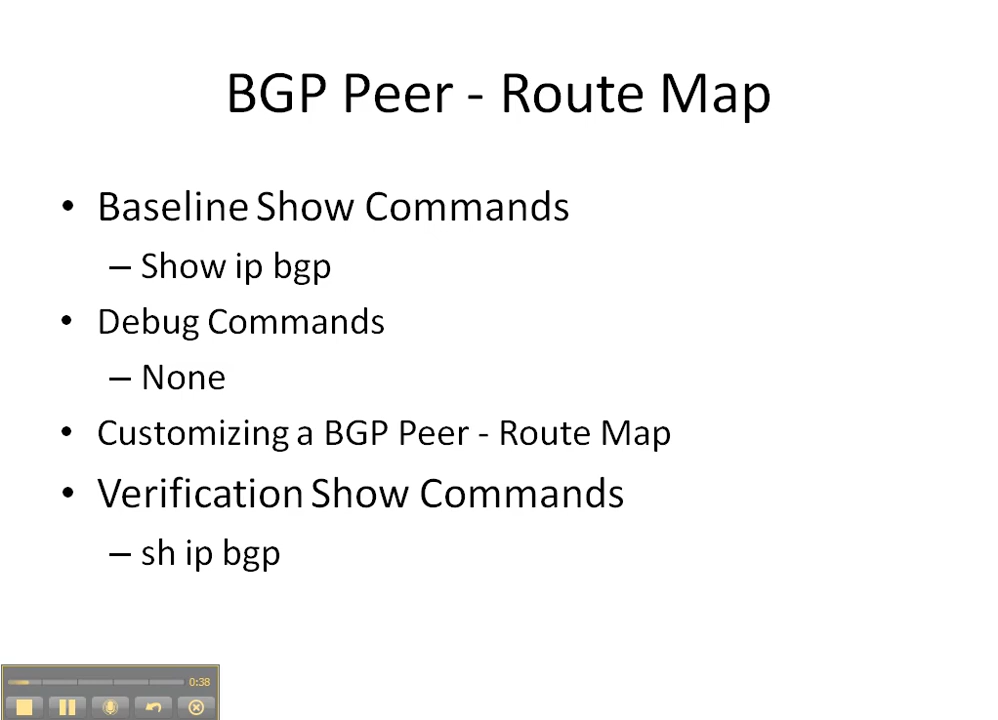 BGP Peer - Route Map
• Baseline Show Commands
– Show ip bgp
• Debug Commands
– None
• Customizing a BGP Peer - Route Map
• Verification Show Commands
– sh ip bgp
0:38